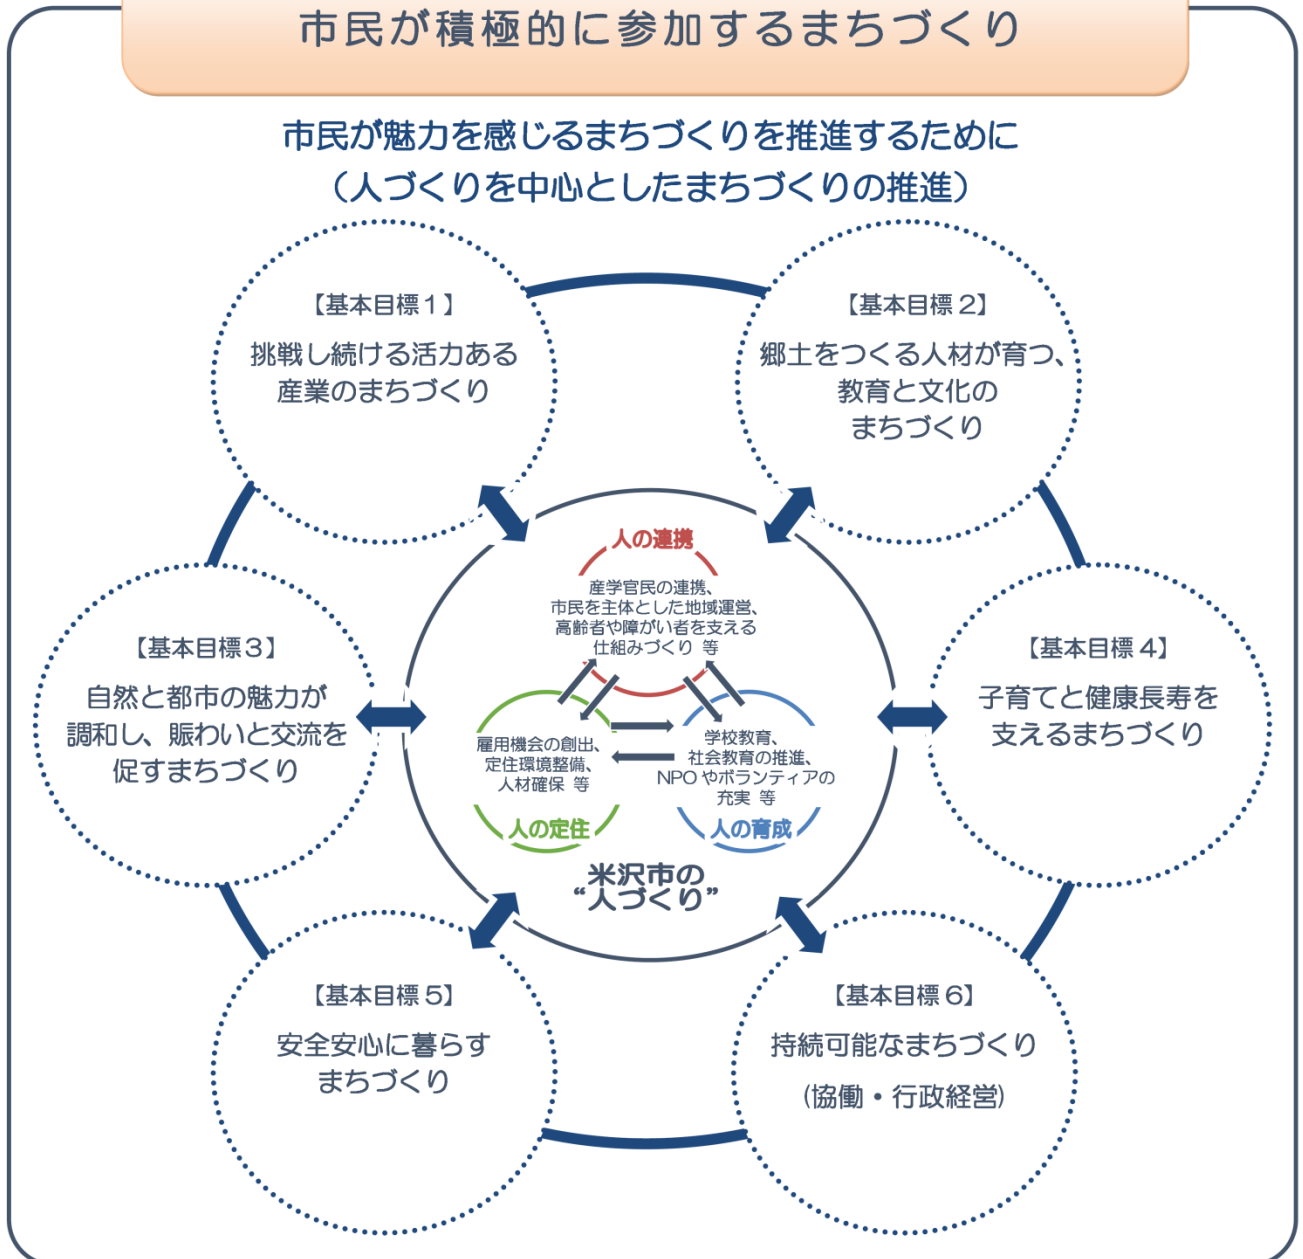 市民が積極的に参加するまちづくり
市民が魅力を感じるまちづくりを推進するために
（人づくりを中心としたまちづくりの推進）
【基本目標１】
挑戦し続ける活力ある
産業のまちづくり
【基本目標２】
郷土をつくる人材が育つ、
教育と文化の
まちづくり
【基本目標３】
自然と都市の魅力が
調和し、賑わいと交流を
促すまちづくり
人の連携
産学官民の連携、
市民を主体とした地域運営、
高齢者や障がい者を支える
仕組みづくり 等
雇用機会の創出、
定住環境整備、
人材確保 等
人の定住
学校教育、
社会教育の推進、
NPO やボランティアの
充実 等
人の育成
米沢市の
“人づくり”
【基本目標４】
子育てと健康長寿を
支えるまちづくり
【基本目標５】
安全安心に暮らす
まちづくり
【基本目標６】
持続可能なまちづくり
(協働・行政経営)